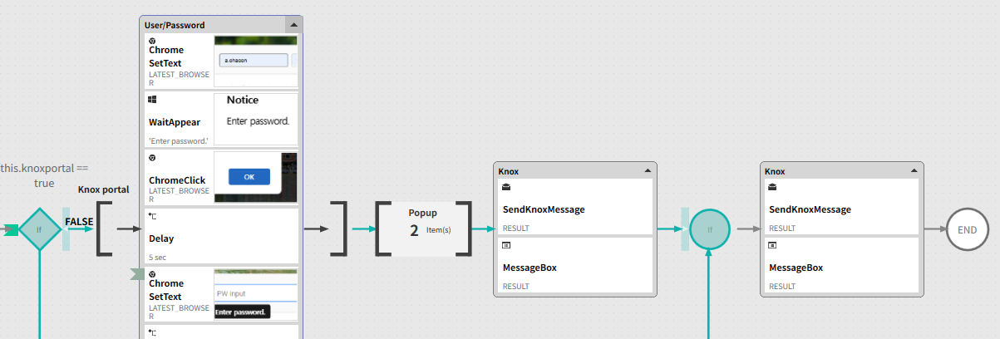 this.knoxportal ==
true
If
FALSE
Knox portal
User/Password
Chrome
SetText
LATEST_BROWSE
R
a.chacon
WaitAppear
'Enter password.'
Notice
Enter password.
ChromeClick
LATEST_BROWSE
R
OK
Delay
5 sec
Chrome
SetText
LATEST_BROWSE
R
PW input
Enter password.
Popup
2 Item(s)
Knox
SendKnoxMessage
RESULT
MessageBox
RESULT
If
Knox
SendKnoxMessage
RESULT
MessageBox
RESULT
END